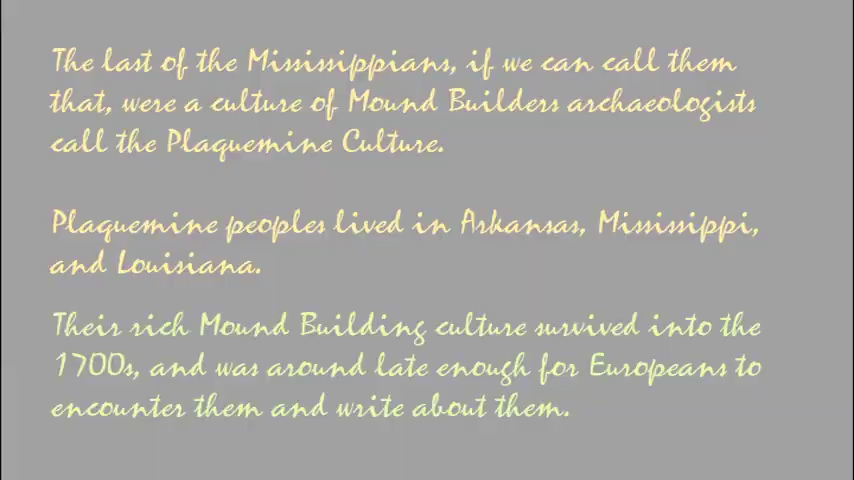 The last of the Mississippians, if we can call them
that, were a culture of Mound Builders archaeologists
call the Plaquemine Culture.
Plaquemine peoples lived in Arkansas, Mississippi,
and Louisiana.
Their rich Mound Building culture survived into the
1700s, and was around late enough for Europeans to
encounter them and write about them.